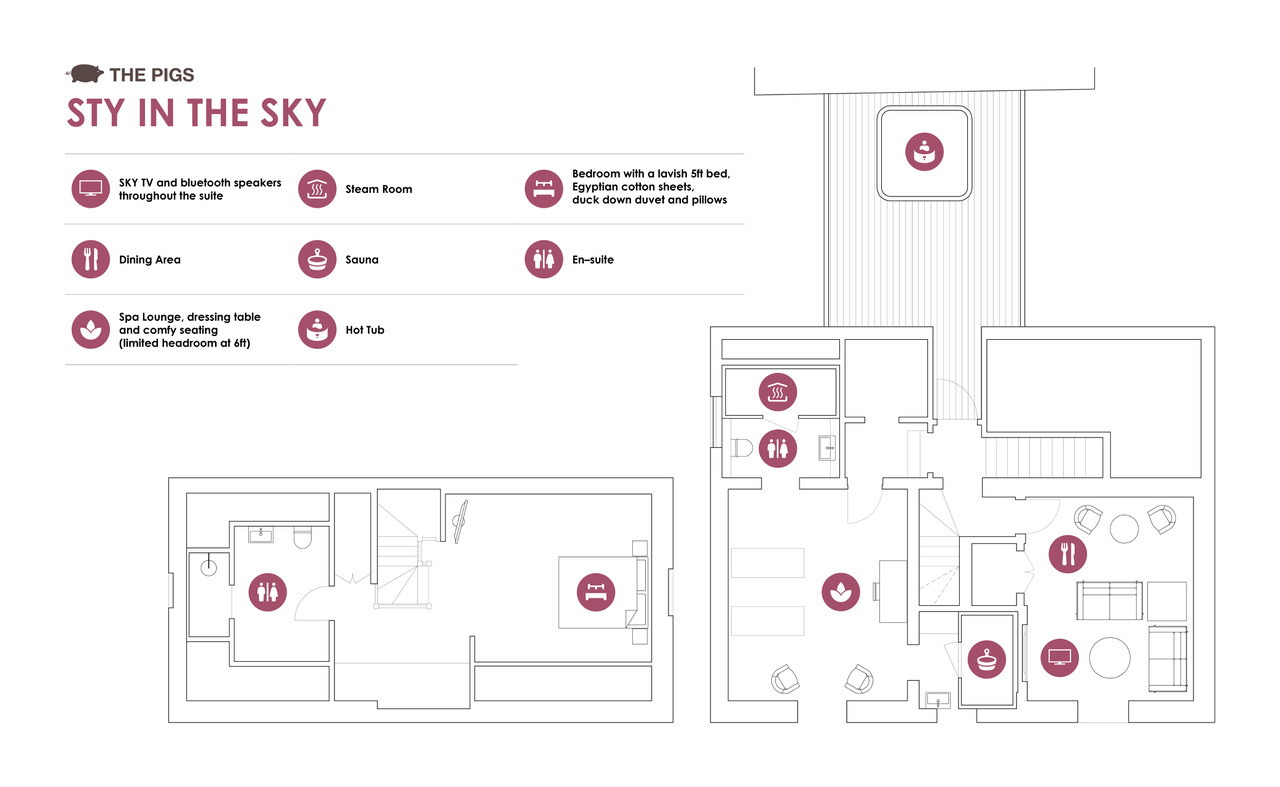 THE PIGS
STY IN THE SKY
SKY TV and bluetooth speakers
throughout the suite
Steam Room
Bedroom with a lavish 5ft bed,
Egyptian cotton sheets,
duck down duvet and pillows
Dining Area
Sauna
En–suite
Spa Lounge, dressing table
and comfy seating
(limited headroom at 6ft)
Hot Tub